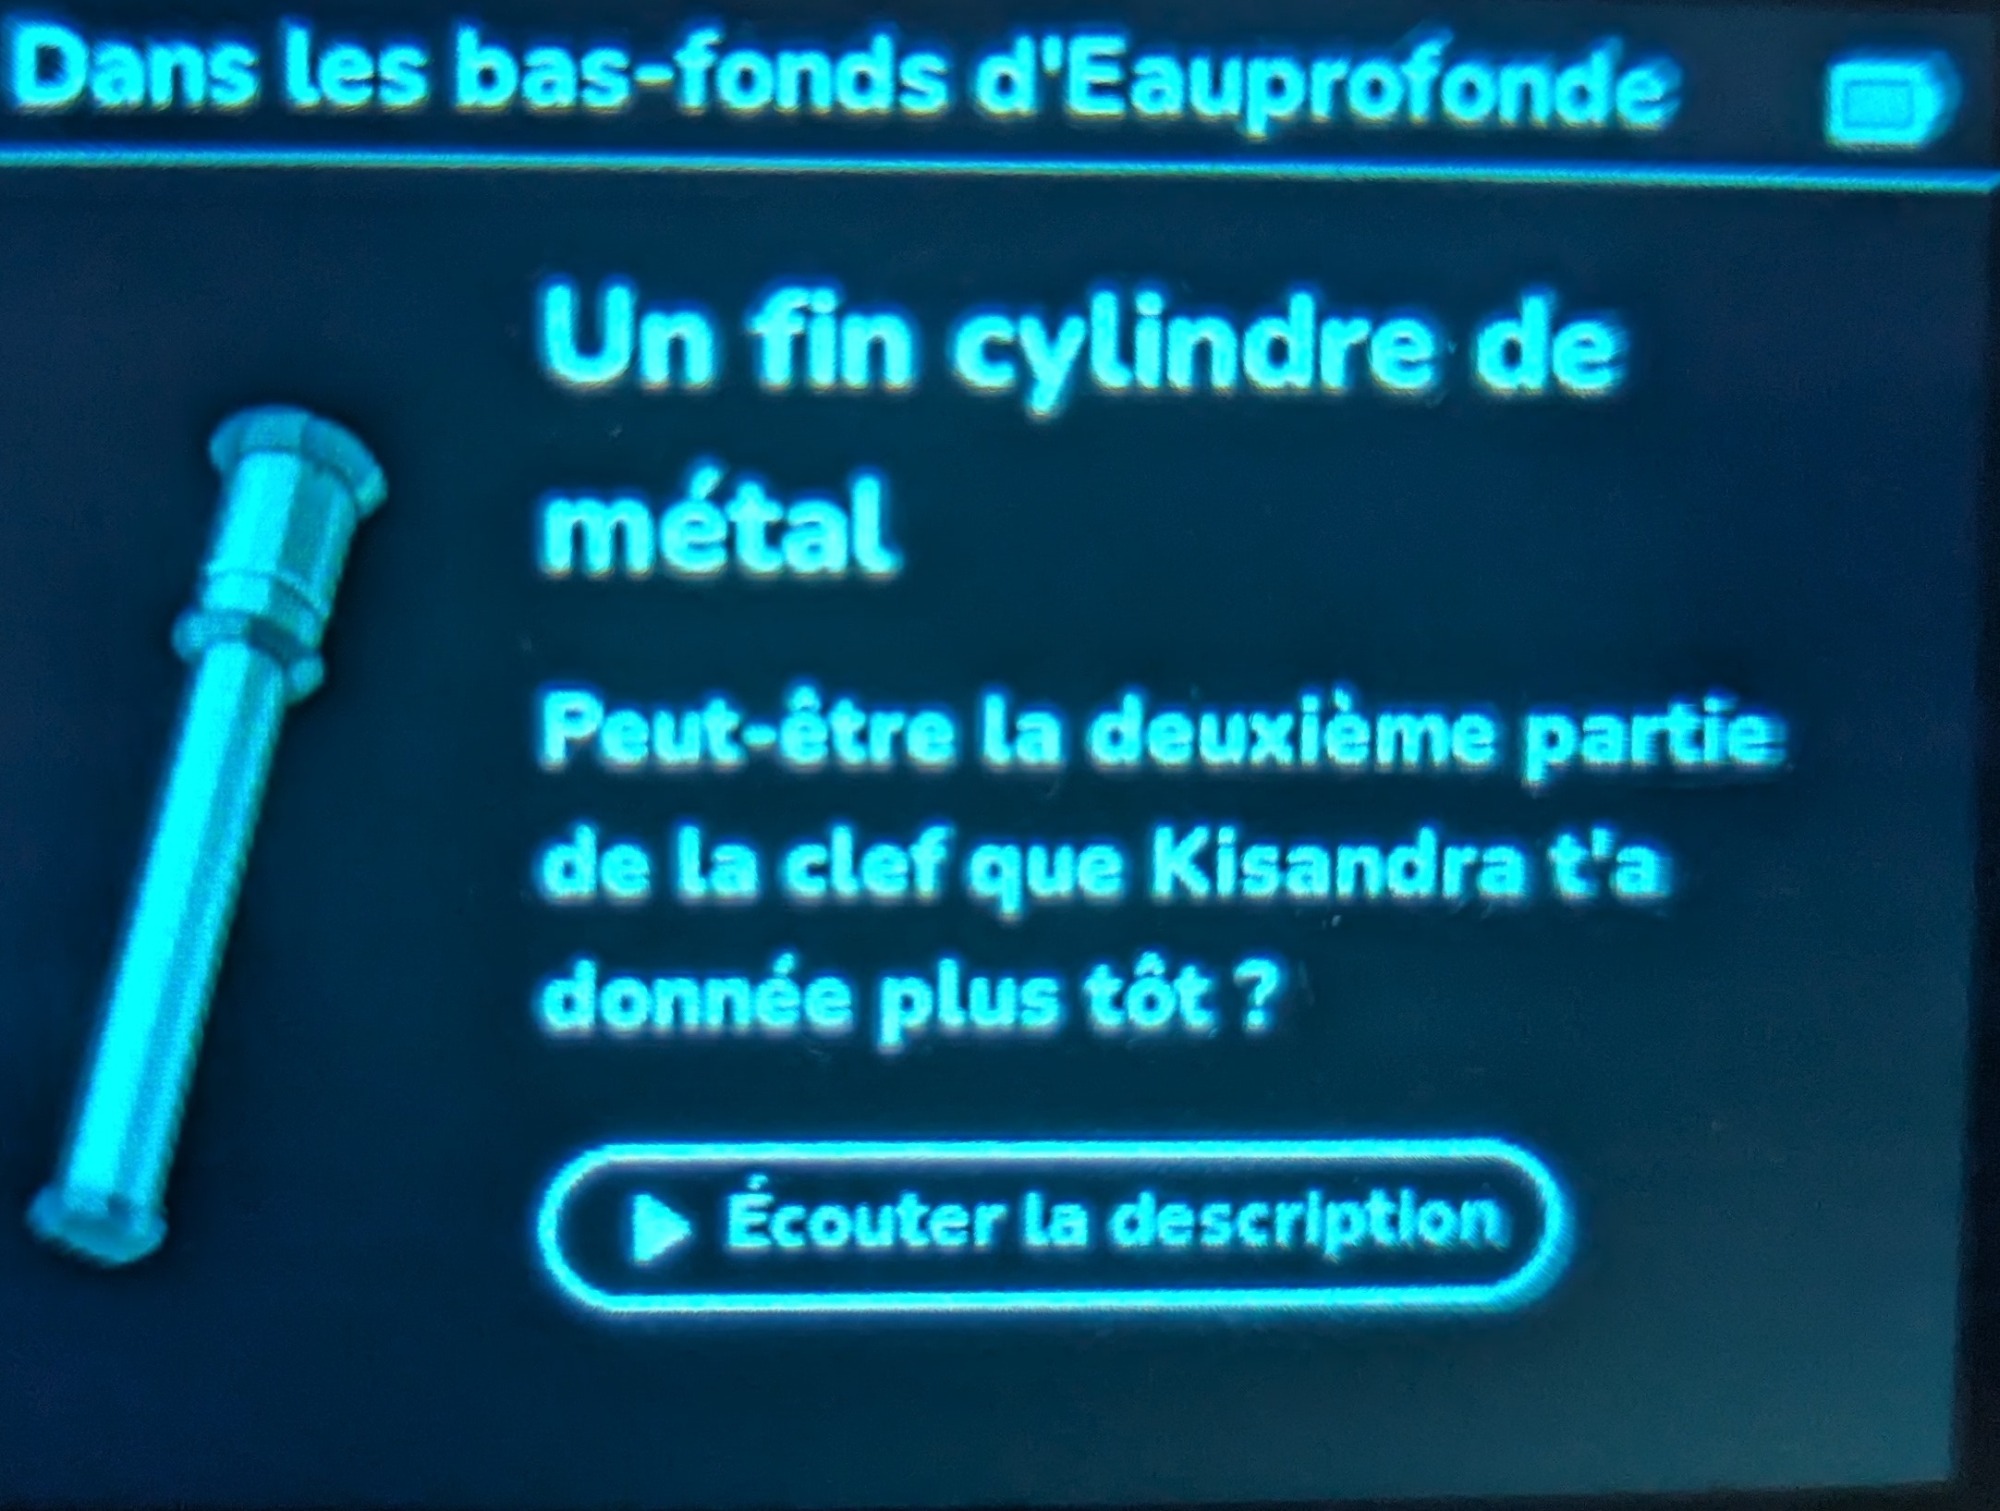 Dans les bas-fonds d'Eauprofonde
Un fin cylindre de
métal
Peut-être la deuxième partie
de la clef que Kisandra t'a
donnée plus tôt ?
Écouter la description